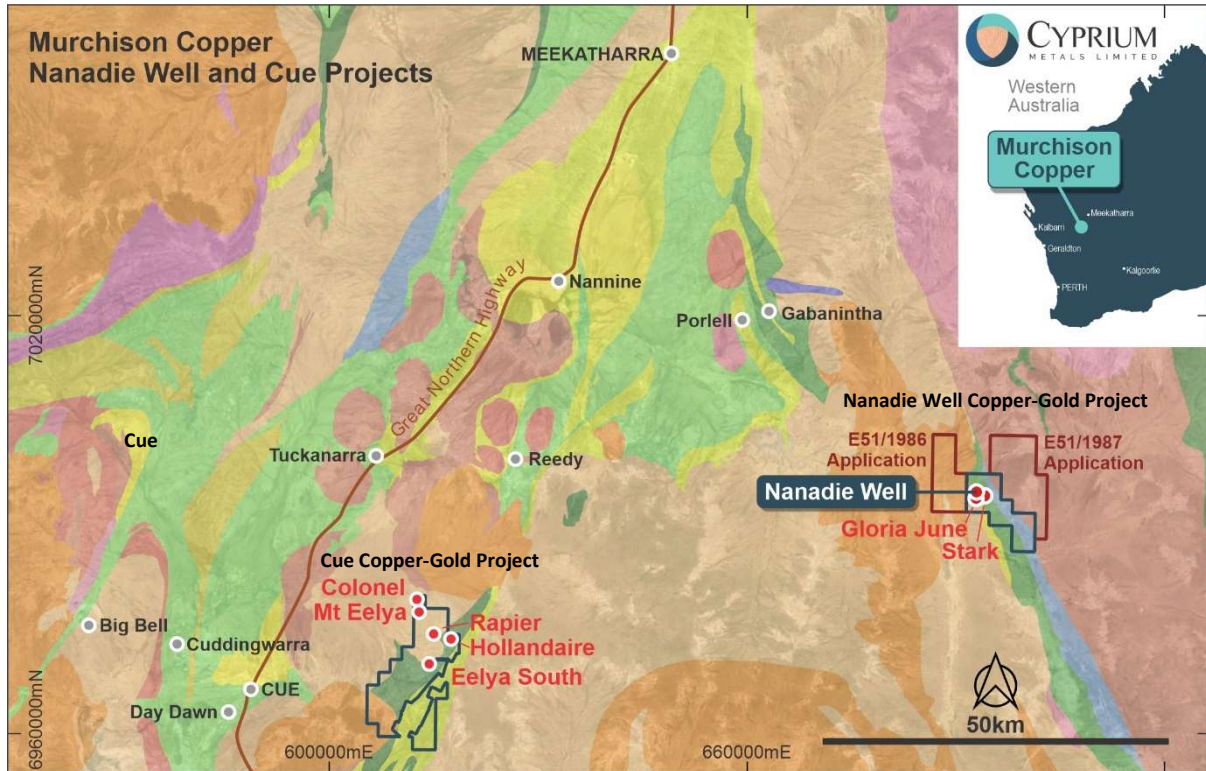 Murchison Copper
Nanadie Well and Cue Projects
MEEKATHARRA
CYPRIUM
METALS LIMITED
Western
Australia
Murchison
Copper
Meekatharra
Kalbarri
Geraldton
Kalgoorlie
PERTH
7020000mN
Great Northern Highway
Nannine
Porlell
Gabanintha
Nanadie Well Copper-Gold Project
E51/1986
Application
E51/1987
Application
Cue
Tuckanarra
Reedy
Nanadie Well
Gloria June
Stark
Cue Copper-Gold Project
Colonel
Mt Eelya
Rapier
Hollandaire
Eelya South
Big Bell
Cuddingwarra
CUE
Day Dawn
6960000mN
600000mE
660000mE
50km